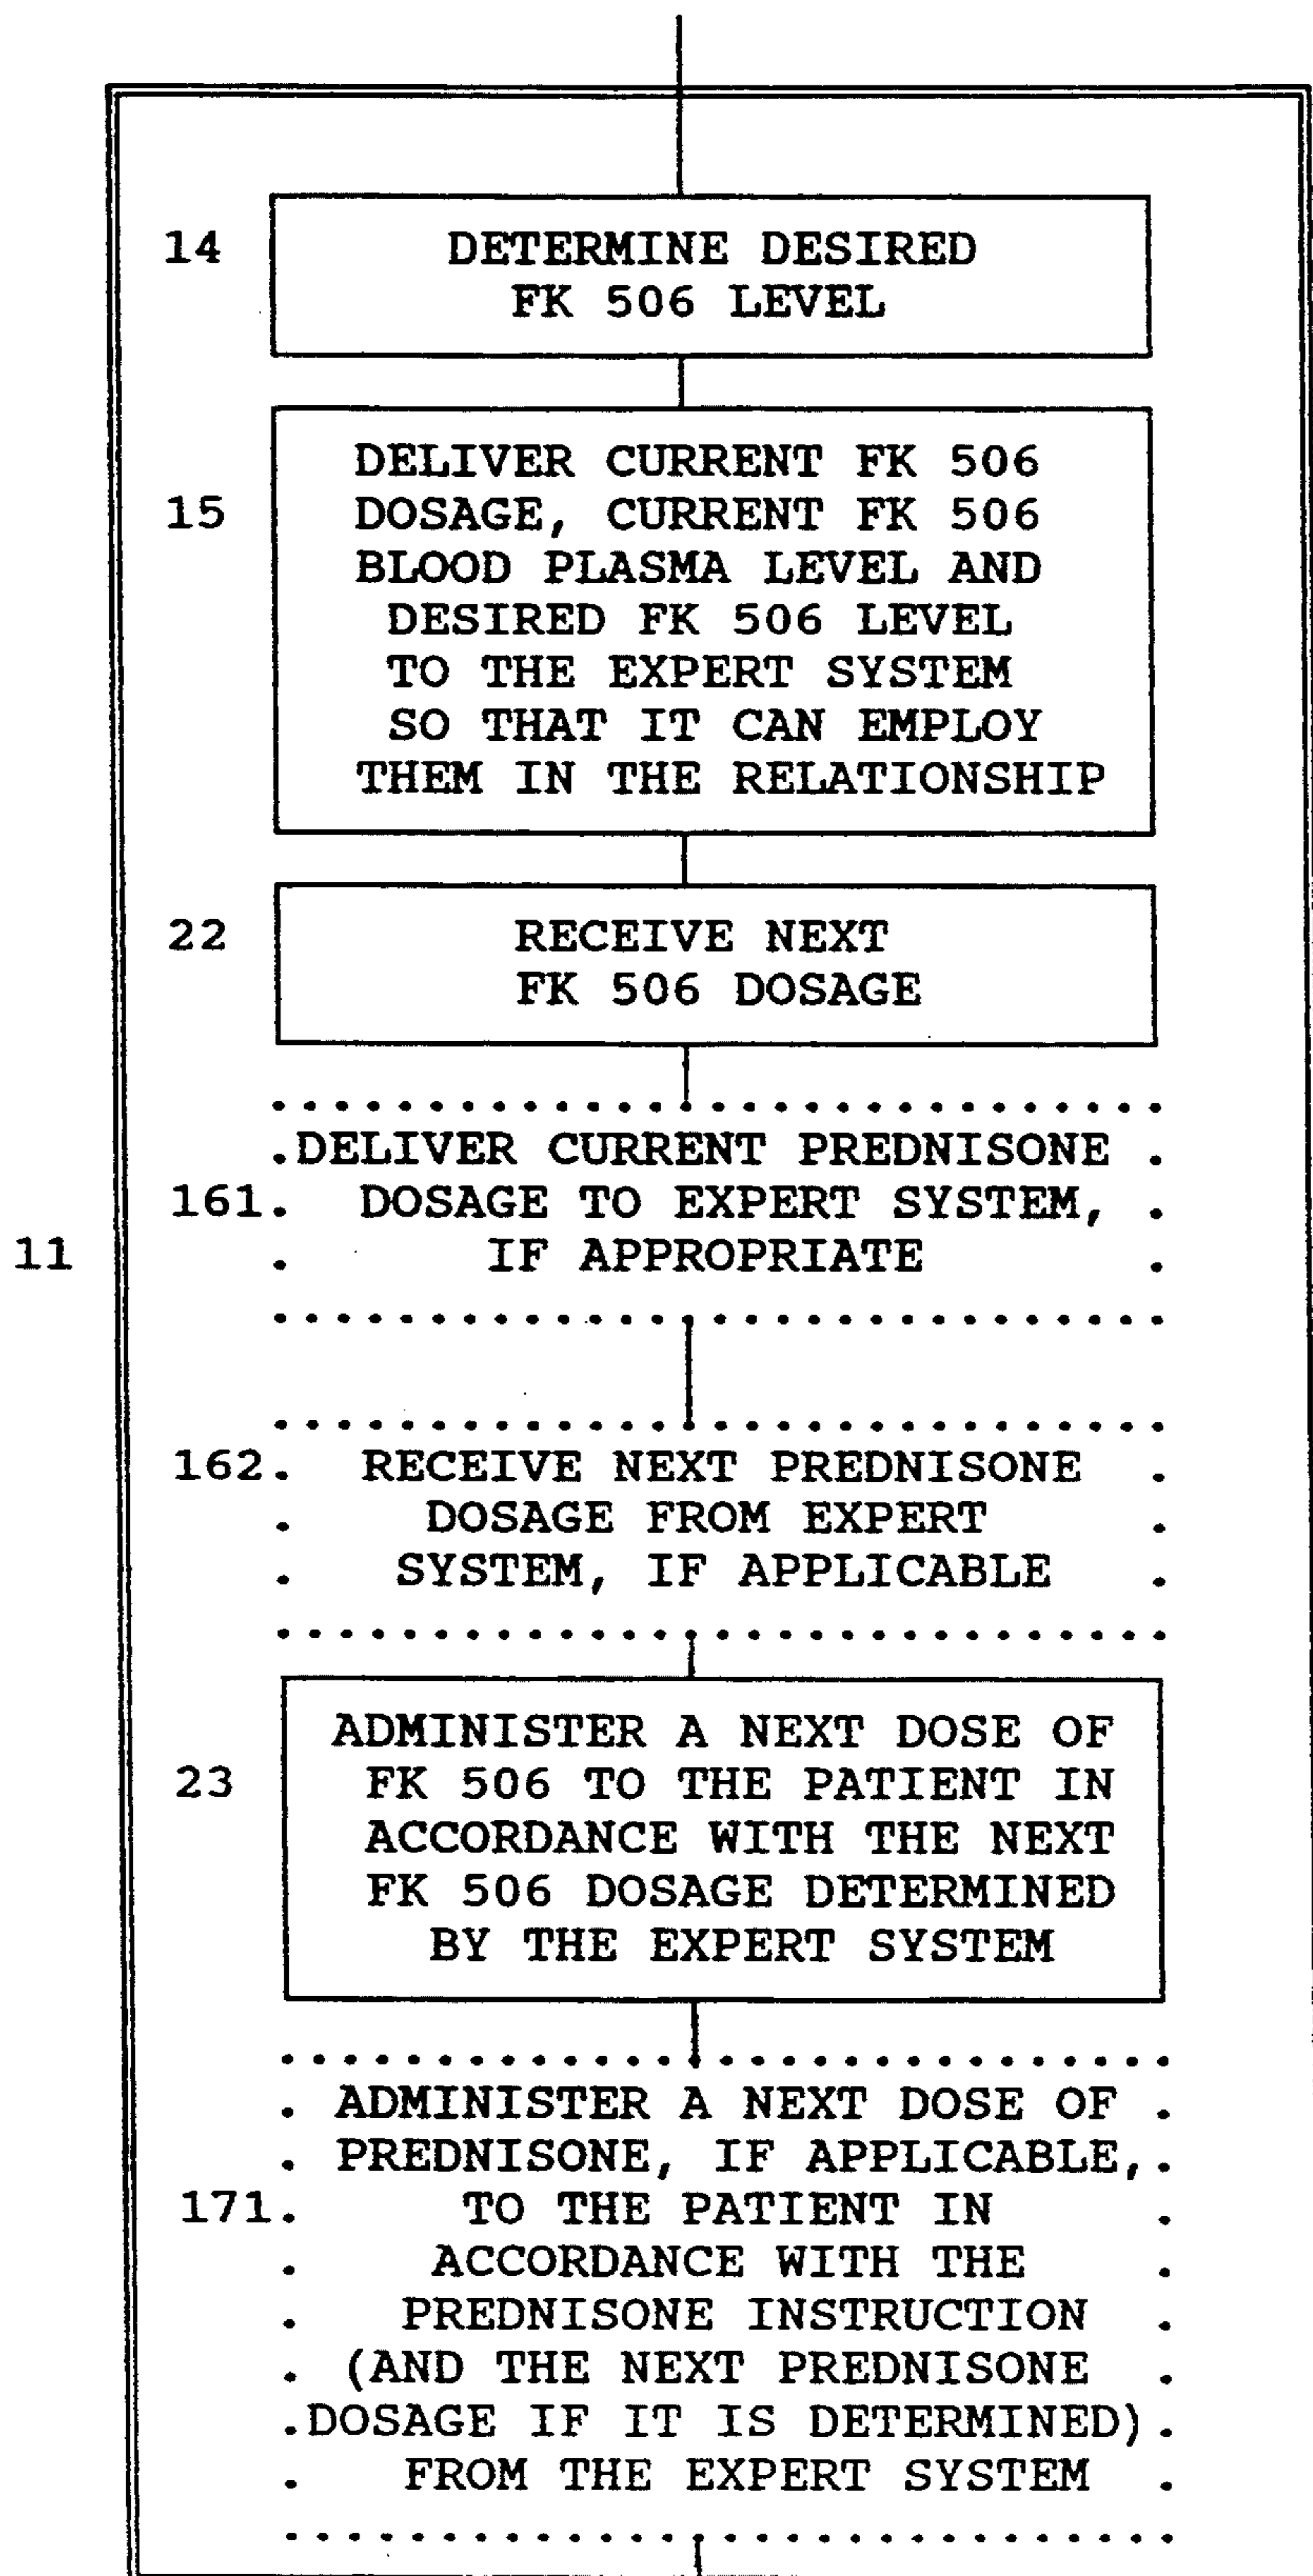 14 DETERMINE DESIRED
FK 506 LEVEL
DELIVER CURRENT FK 506
15 DOSAGE, CURRENT FK 506
BLOOD PLASMA LEVEL AND
DESIRED FK 506 LEVEL
TO THE EXPERT SYSTEM
SO THAT IT CAN EMPLOY
THEM IN THE RELATIONSHIP
22 RECEIVE NEXT
FK 506 DOSAGE
DELIVER CURRENT PREDNISONE
161. DOSAGE TO EXPERT SYSTEM,
11 IF APPROPRIATE
162. RECEIVE NEXT PREDNISONE
DOSAGE FROM EXPERT
SYSTEM, IF APPLICABLE
ADMINISTER A NEXT DOSE OF
23 FK 506 TO THE PATIENT IN
ACCORDANCE WITH THE NEXT
FK 506 DOSAGE DETERMINED
BY THE EXPERT SYSTEM
ADMINISTER A NEXT DOSE OF
PREDNISONE, IF APPLICABLE,
171. TO THE PATIENT IN
ACCORDANCE WITH THE
PREDNISONE INSTRUCTION
(AND THE NEXT PREDNISONE
DOSAGE IF IT IS DETERMINED)
FROM THE EXPERT SYSTEM